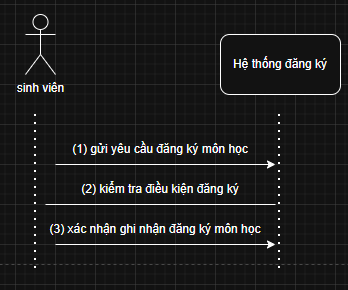 sinh viên
Hệ thống đăng ký
(1) gửi yêu cầu đăng ký môn học
(2) kiểm tra điều kiện đăng ký
(3) xác nhận ghi nhận đăng ký môn học